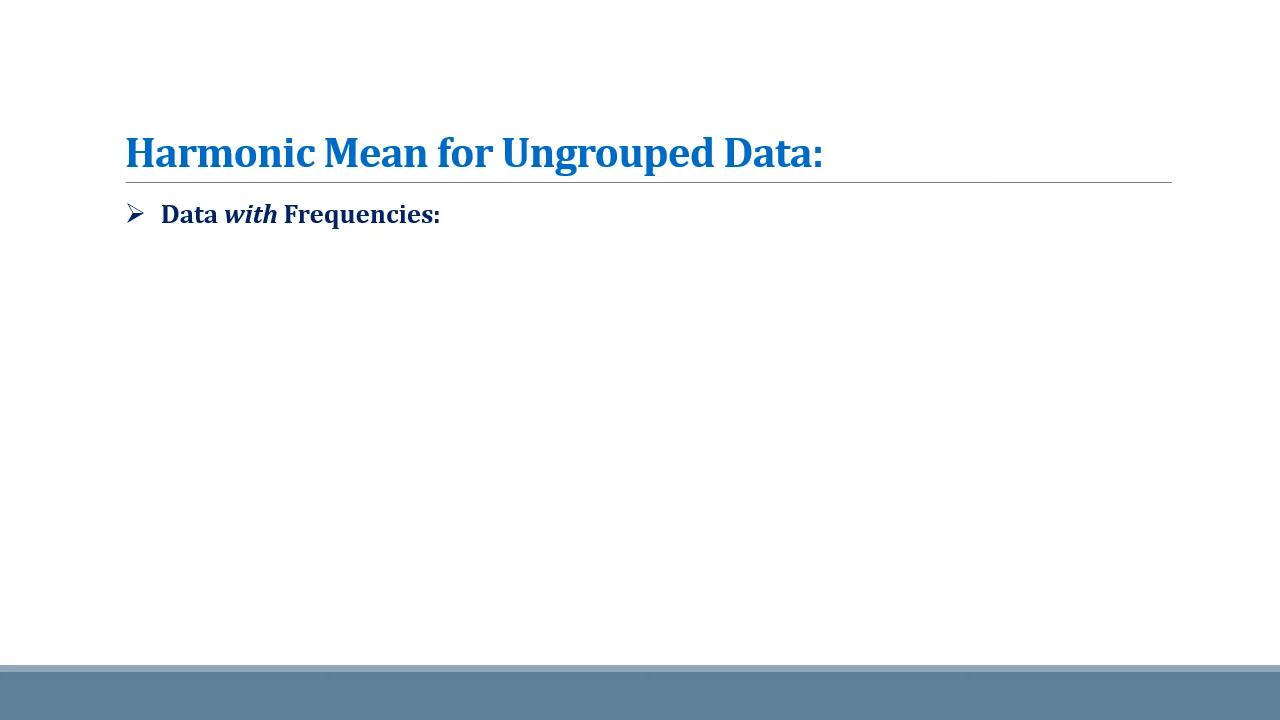 Harmonic Mean for Ungrouped Data:
➢ Data with Frequencies: